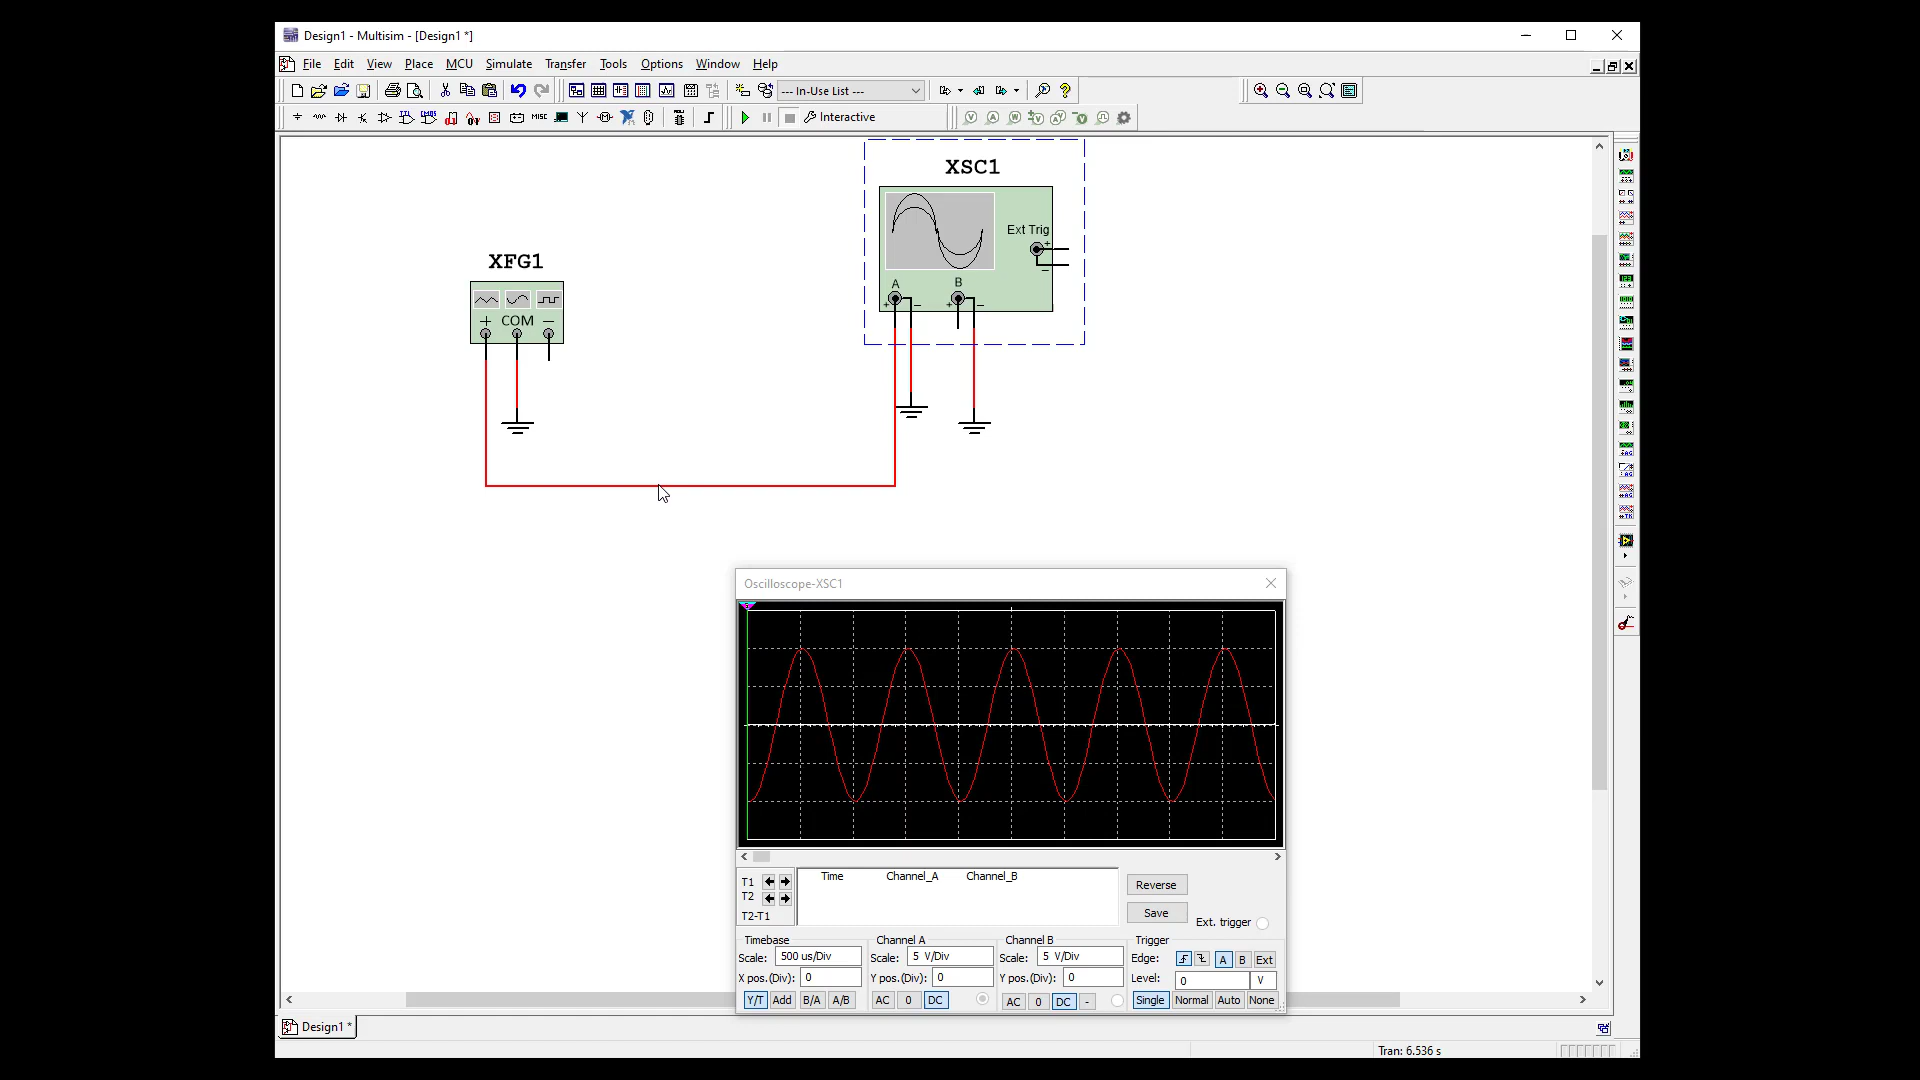 Design1 - Multisim - [Design1 *]
File Edit View Place MCU Simulate Transfer Tools Options Window Help
--- In-Use List ---
MISC Interactive
XSC1
Ext Trig
+
−
A B
+ − + −
XFG1
+ COM −
Oscilloscope-XSC1
Time Channel_A Channel_B
T1
T2
T2-T1
Reverse
Save
Ext. trigger
Timebase Channel A Channel B Trigger
Scale: 500 us/Div Scale: 5 V/Div Scale: 5 V/Div Edge: A B Ext
X pos.(Div): 0 Y pos.(Div): 0 Y pos.(Div): 0 Level: 0 V
Y/T Add B/A A/B AC 0 DC AC 0 DC - Single Normal Auto None
Design1 *
Tran: 6.536 s